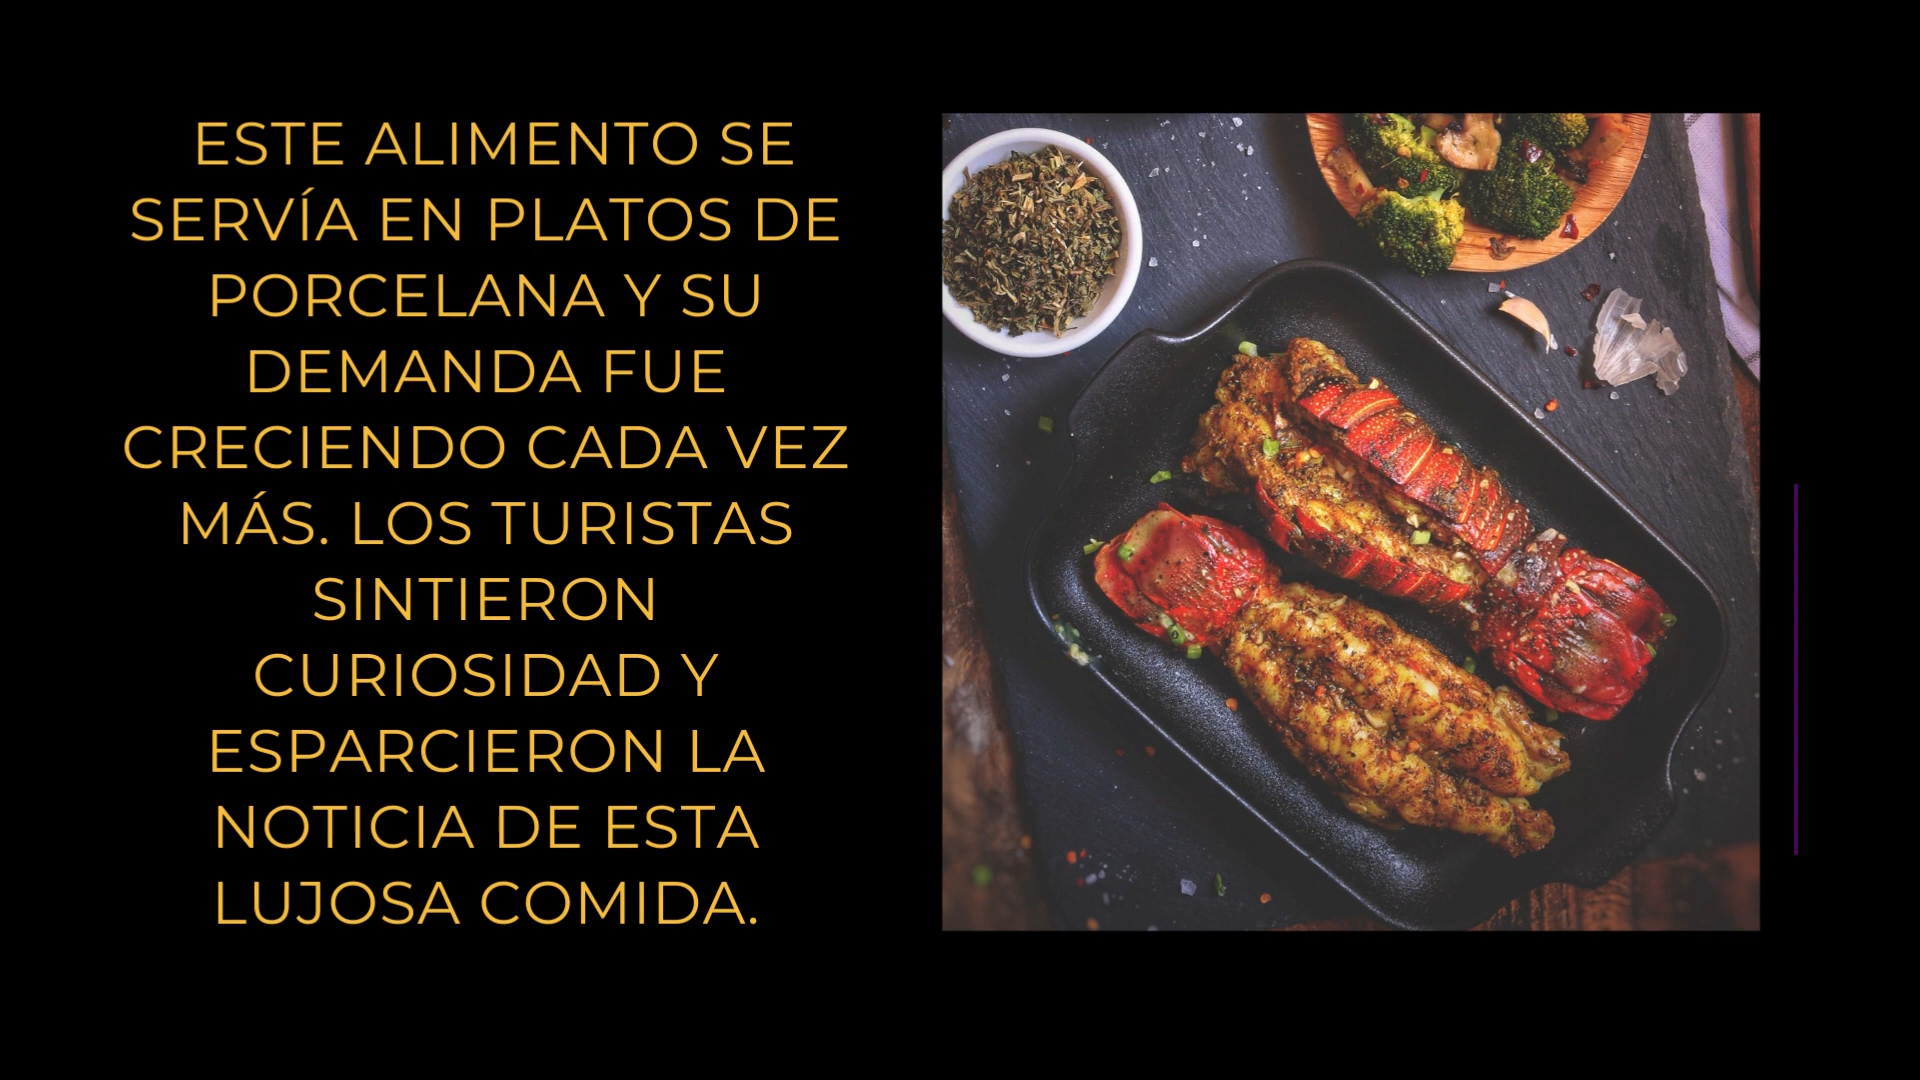 ESTE ALIMENTO SE
SERVÍA EN PLATOS DE
PORCELANA Y SU
DEMANDA FUE
CRECIENDO CADA VEZ
MÁS. LOS TURISTAS
SINTIERON
CURIOSIDAD Y
ESPARCIERON LA
NOTICIA DE ESTA
LUJOSA COMIDA.